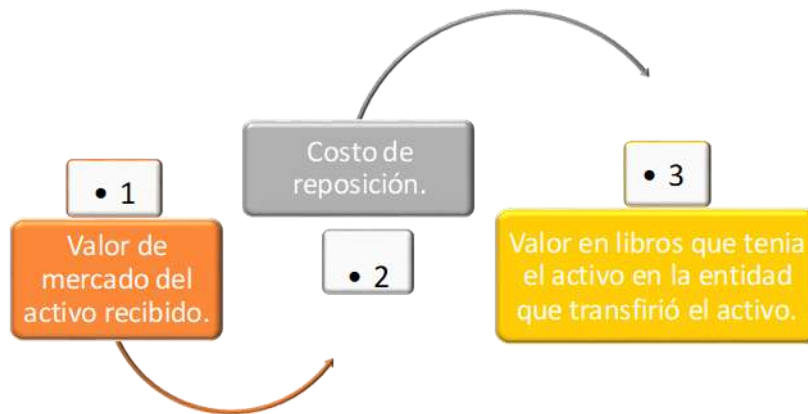 • 1
Valor de
mercado del
activo recibido.
Costo de
reposición.
• 2
• 3
Valor en libros que tenia
el activo en la entidad
que transfirió el activo.